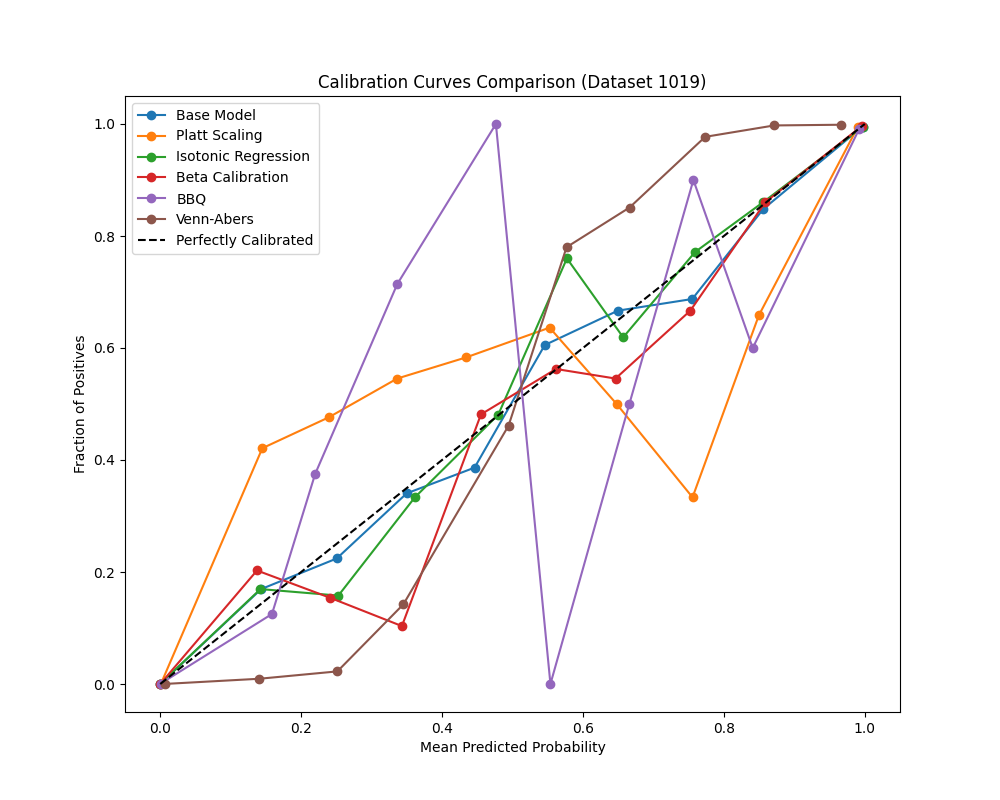 Calibration Curves Comparison (Dataset 1019)
Base Model
Platt Scaling
Isotonic Regression
Beta Calibration
BBQ
Venn-Abers
Perfectly Calibrated
Fraction of Positives
1.0
0.8
0.6
0.4
0.2
0.0
0.0 0.2 0.4 0.6 0.8 1.0
Mean Predicted Probability